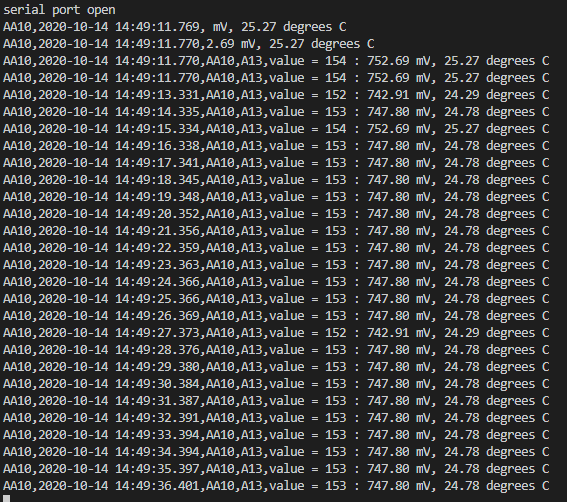 serial port open
AA10,2020-10-14 14:49:11.769, mV, 25.27 degrees C
AA10,2020-10-14 14:49:11.770,2.69 mV, 25.27 degrees C
AA10,2020-10-14 14:49:11.770,AA10,A13,value = 154 : 752.69 mV, 25.27 degrees C
AA10,2020-10-14 14:49:11.770,AA10,A13,value = 154 : 752.69 mV, 25.27 degrees C
AA10,2020-10-14 14:49:13.331,AA10,A13,value = 152 : 742.91 mV, 24.29 degrees C
AA10,2020-10-14 14:49:14.335,AA10,A13,value = 153 : 747.80 mV, 24.78 degrees C
AA10,2020-10-14 14:49:15.334,AA10,A13,value = 154 : 752.69 mV, 25.27 degrees C
AA10,2020-10-14 14:49:16.338,AA10,A13,value = 153 : 747.80 mV, 24.78 degrees C
AA10,2020-10-14 14:49:17.341,AA10,A13,value = 153 : 747.80 mV, 24.78 degrees C
AA10,2020-10-14 14:49:18.345,AA10,A13,value = 153 : 747.80 mV, 24.78 degrees C
AA10,2020-10-14 14:49:19.348,AA10,A13,value = 153 : 747.80 mV, 24.78 degrees C
AA10,2020-10-14 14:49:20.352,AA10,A13,value = 153 : 747.80 mV, 24.78 degrees C
AA10,2020-10-14 14:49:21.356,AA10,A13,value = 153 : 747.80 mV, 24.78 degrees C
AA10,2020-10-14 14:49:22.359,AA10,A13,value = 153 : 747.80 mV, 24.78 degrees C
AA10,2020-10-14 14:49:23.363,AA10,A13,value = 153 : 747.80 mV, 24.78 degrees C
AA10,2020-10-14 14:49:24.366,AA10,A13,value = 153 : 747.80 mV, 24.78 degrees C
AA10,2020-10-14 14:49:25.366,AA10,A13,value = 153 : 747.80 mV, 24.78 degrees C
AA10,2020-10-14 14:49:26.369,AA10,A13,value = 153 : 747.80 mV, 24.78 degrees C
AA10,2020-10-14 14:49:27.373,AA10,A13,value = 152 : 742.91 mV, 24.29 degrees C
AA10,2020-10-14 14:49:28.376,AA10,A13,value = 153 : 747.80 mV, 24.78 degrees C
AA10,2020-10-14 14:49:29.380,AA10,A13,value = 153 : 747.80 mV, 24.78 degrees C
AA10,2020-10-14 14:49:30.384,AA10,A13,value = 153 : 747.80 mV, 24.78 degrees C
AA10,2020-10-14 14:49:31.387,AA10,A13,value = 153 : 747.80 mV, 24.78 degrees C
AA10,2020-10-14 14:49:32.391,AA10,A13,value = 153 : 747.80 mV, 24.78 degrees C
AA10,2020-10-14 14:49:33.394,AA10,A13,value = 153 : 747.80 mV, 24.78 degrees C
AA10,2020-10-14 14:49:34.394,AA10,A13,value = 153 : 747.80 mV, 24.78 degrees C
AA10,2020-10-14 14:49:35.397,AA10,A13,value = 153 : 747.80 mV, 24.78 degrees C
AA10,2020-10-14 14:49:36.401,AA10,A13,value = 153 : 747.80 mV, 24.78 degrees C